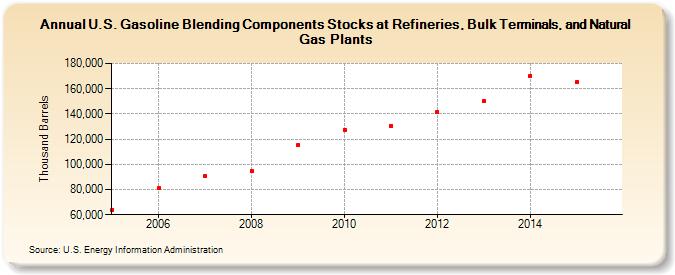 Annual U.S. Gasoline Blending Components Stocks at Refineries, Bulk Terminals, and Natural
Gas Plants
Thousand Barrels
180,000
160,000
140,000
120,000
100,000
80,000
60,000
2006 2008 2010 2012 2014
Source: U.S. Energy Information Administration